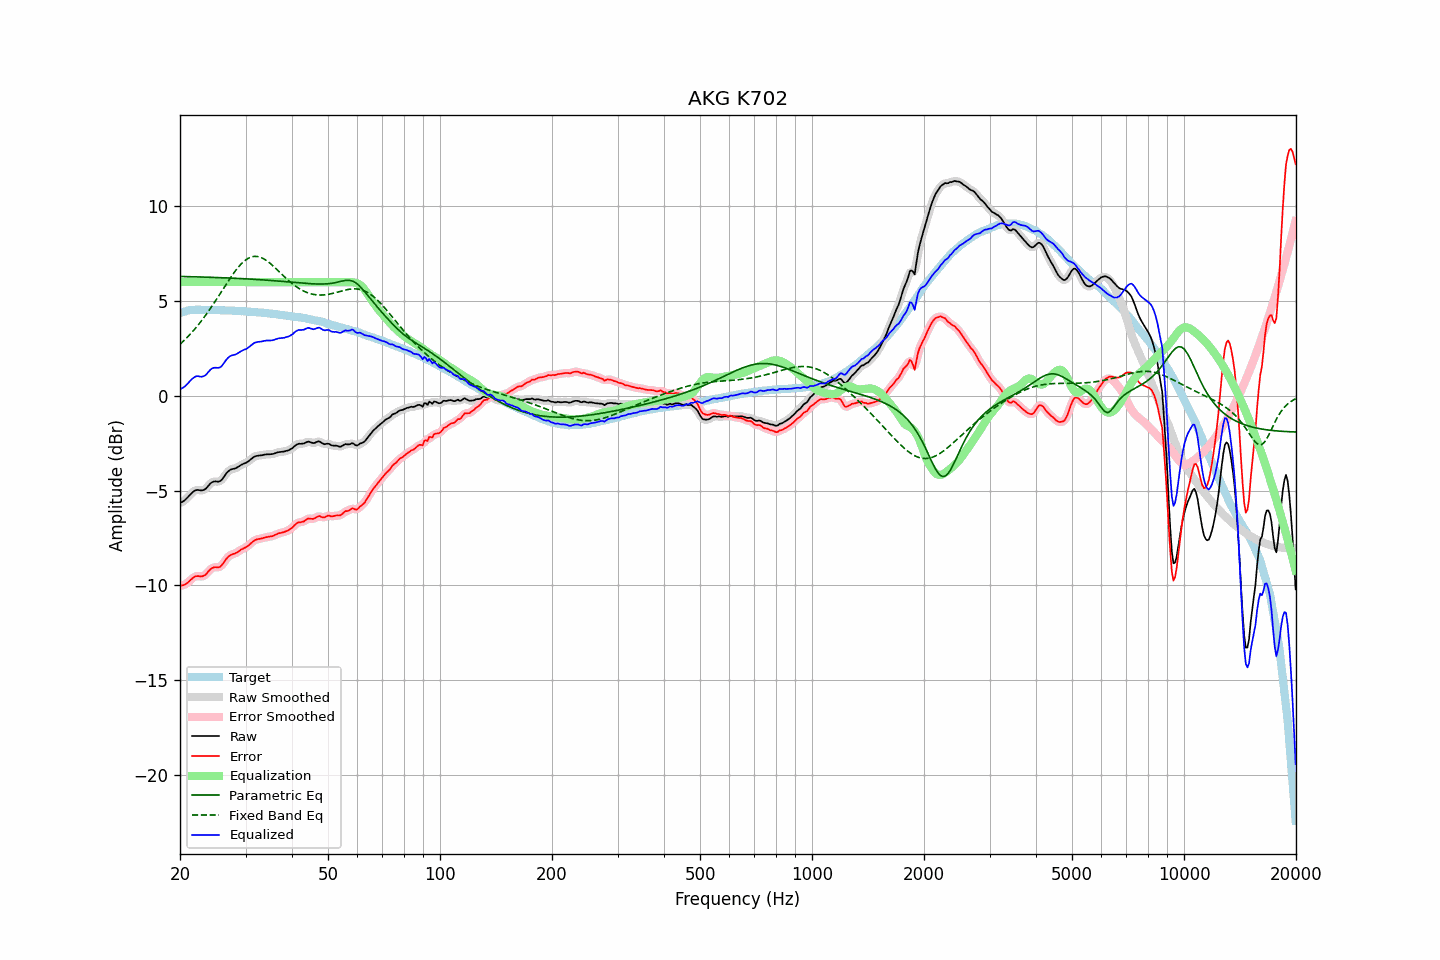 AKG K702
Amplitude (dBr)
10
5
0
−5
−10
−15
−20
Target
Raw Smoothed
Error Smoothed
Raw
Error
Equalization
Parametric Eq
Fixed Band Eq
Equalized
20 50 100 200 500 1000 2000 5000 10000 20000
Frequency (Hz)